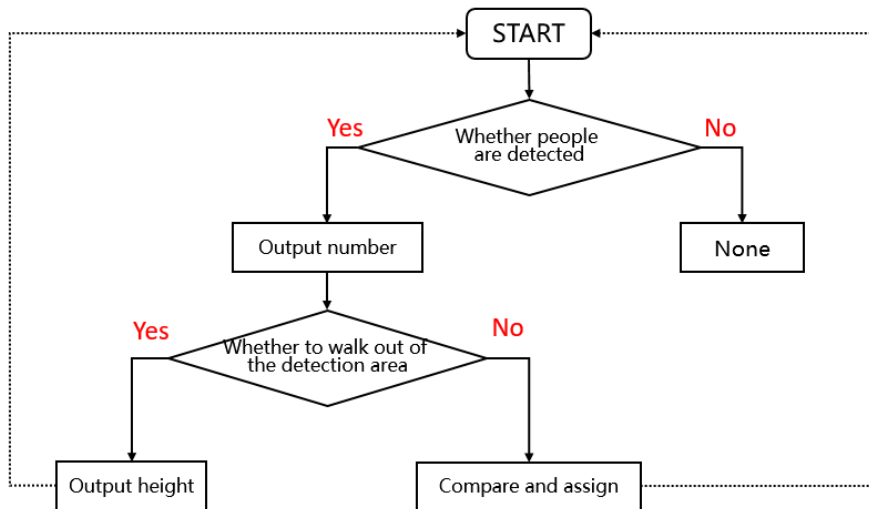 START
Whether people
are detected
Yes
No
Output number
None
Whether to walk out of
the detection area
Yes
No
Output height
Compare and assign